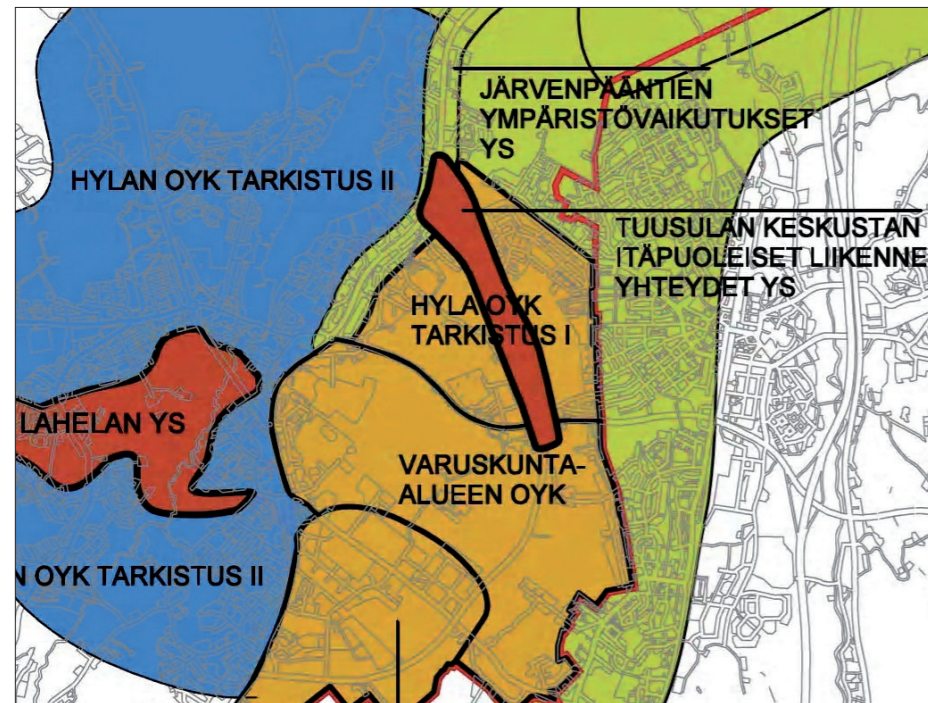 JÄRVENPÄÄNTIEN
YMPÄRISTÖVAIKUTUKSET
YS
HYLAN OYK TARKISTUS II
TUUSULAN KESKUSTAN
ITÄPUOLEISET LIIKENNE
YHTEYDET YS
HYLA OYK
TARKISTUS I
LAHELAN YS
VARUSKUNTA-
ALUEEN OYK
N OYK TARKISTUS II